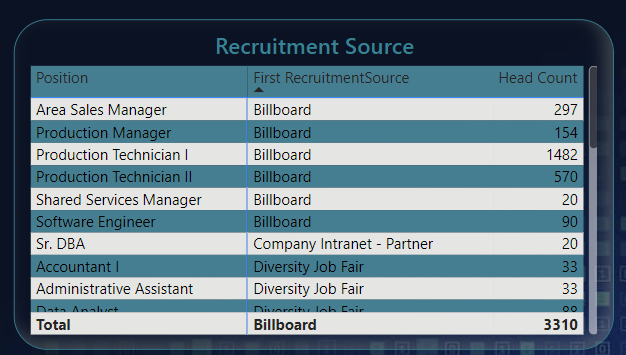 Recruitment Source
Position First RecruitmentSource Head Count
Area Sales Manager Billboard 297
Production Manager Billboard 154
Production Technician I Billboard 1482
Production Technician II Billboard 570
Shared Services Manager Billboard 20
Software Engineer Billboard 90
Sr. DBA Company Intranet - Partner 20
Accountant I Diversity Job Fair 33
Administrative Assistant Diversity Job Fair 33
Data Analyst Diversity Job Fair 88
Total Billboard 3310